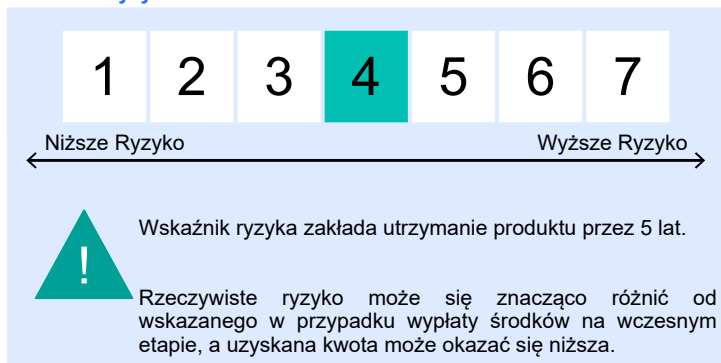 1 2 3 4 5 6 7
Niższe Ryzyko Wyższe Ryzyko
!
Wskaźnik ryzyka zakłada utrzymanie produktu przez 5 lat.
Rzeczywiste ryzyko może się znacząco różnić od
wskazanego w przypadku wypłaty środków na wczesnym
etapie, a uzyskana kwota może okazać się niższa.